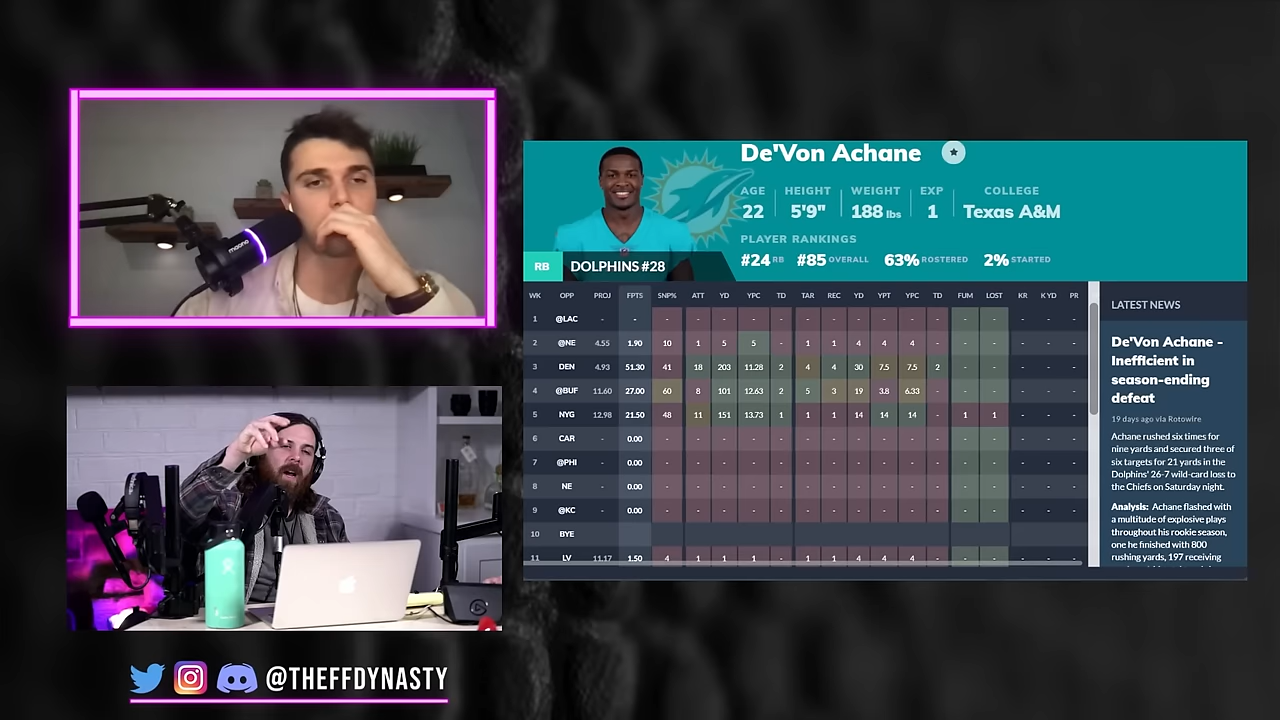 maono
De'Von Achane
AGE HEIGHT WEIGHT EXP COLLEGE
22 5'9" 188 lbs 1 Texas A&M
PLAYER RANKINGS
#24 RB #85 OVERALL 63% ROSTERED 2% STARTED
RB DOLPHINS #28
WK OPP PROJ FPTS SNP% ATT YD YPC TD TAR REC YD YPT YPC TD FUM LOST KR K YD PR
1 @LAC - - - - - - - - - - - - - - - - - -
2 @NE 4.55 1.90 10 1 5 5 - 1 1 4 4 4 - - - - - -
3 DEN 4.93 51.30 41 18 203 11.28 2 4 4 30 7.5 7.5 2 - - - - -
4 @BUF 11.60 27.00 60 8 101 12.63 2 5 3 19 3.8 6.33 - - - - - -
5 NYG 12.98 21.50 48 11 151 13.73 1 1 1 14 14 14 - 1 1 - - -
6 CAR - 0.00 - - - - - - - - - - - - - - - -
7 @PHI - 0.00 - - - - - - - - - - - - - - - -
8 NE - 0.00 - - - - - - - - - - - - - - - -
9 @KC - 0.00 - - - - - - - - - - - - - - - -
10 BYE
11 LV 11.17 1.50 4 1 1 1 - 1 1 4 4 4 - - - - - -
LATEST NEWS
De'Von Achane -
Inefficient in
season-ending
defeat
19 days ago via Rotowire
Achane rushed six times for
nine yards and secured three of
six targets for 21 yards in the
Dolphins' 26-7 wild-card loss to
the Chiefs on Saturday night.
Analysis: Achane flashed with
a multitude of explosive plays
throughout his rookie season,
one he finished with 800
rushing yards, 197 receiving
@THEFFDYNASTY